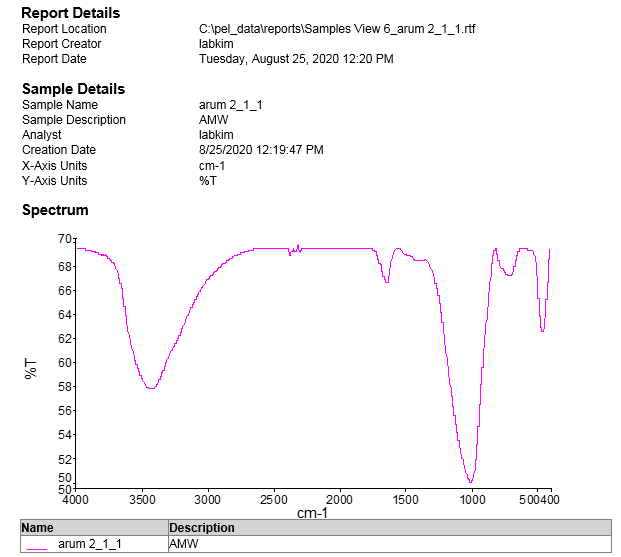 Report Details
Report Location C:\pel_data\reports\Samples View 6_arum 2_1_1.rtf
Report Creator labkim
Report Date Tuesday, August 25, 2020 12:20 PM
Sample Details
Sample Name arum 2_1_1
Sample Description AMW
Analyst labkim
Creation Date 8/25/2020 12:19:47 PM
X-Axis Units cm-1
Y-Axis Units %T
Spectrum
70
68
66
64
62
60
58
56
54
52
50
50
%T
4000 3500 3000 2500 2000 1500 1000 500 400
cm-1
Name Description
arum 2_1_1 AMW